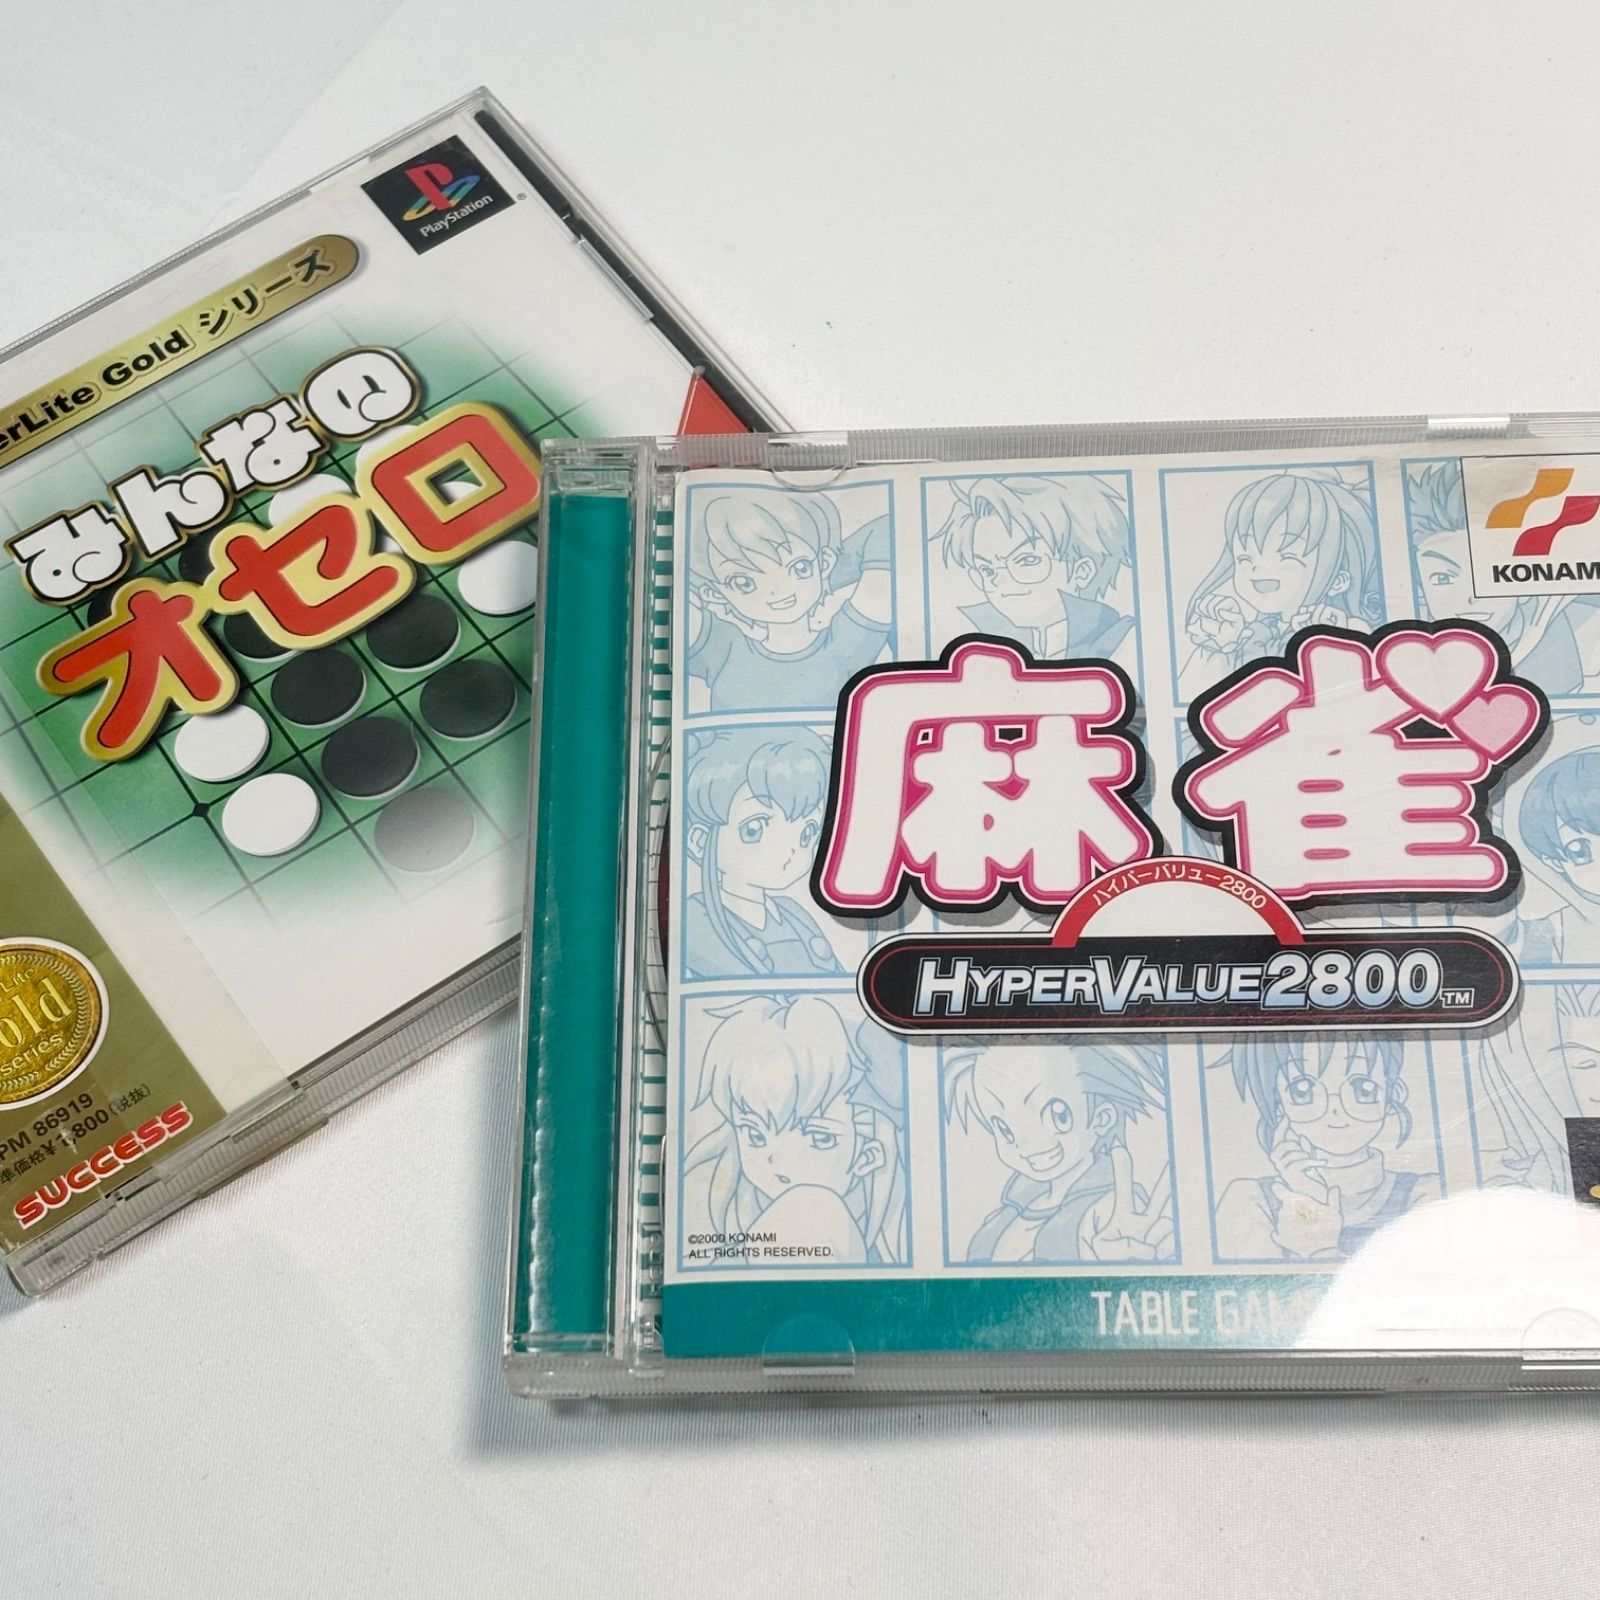 PlayStation
erLite Gold シリーズ
みんなの
オセロ
Gold
series
PM 86919
準価格¥1,800(税抜)
SUCCESS
KONAM
麻雀
ハイパーバリュー2800
HYPERVALUE2800™
©2000 KONAMI
ALL RIGHTS RESERVED.
TABLE GAM